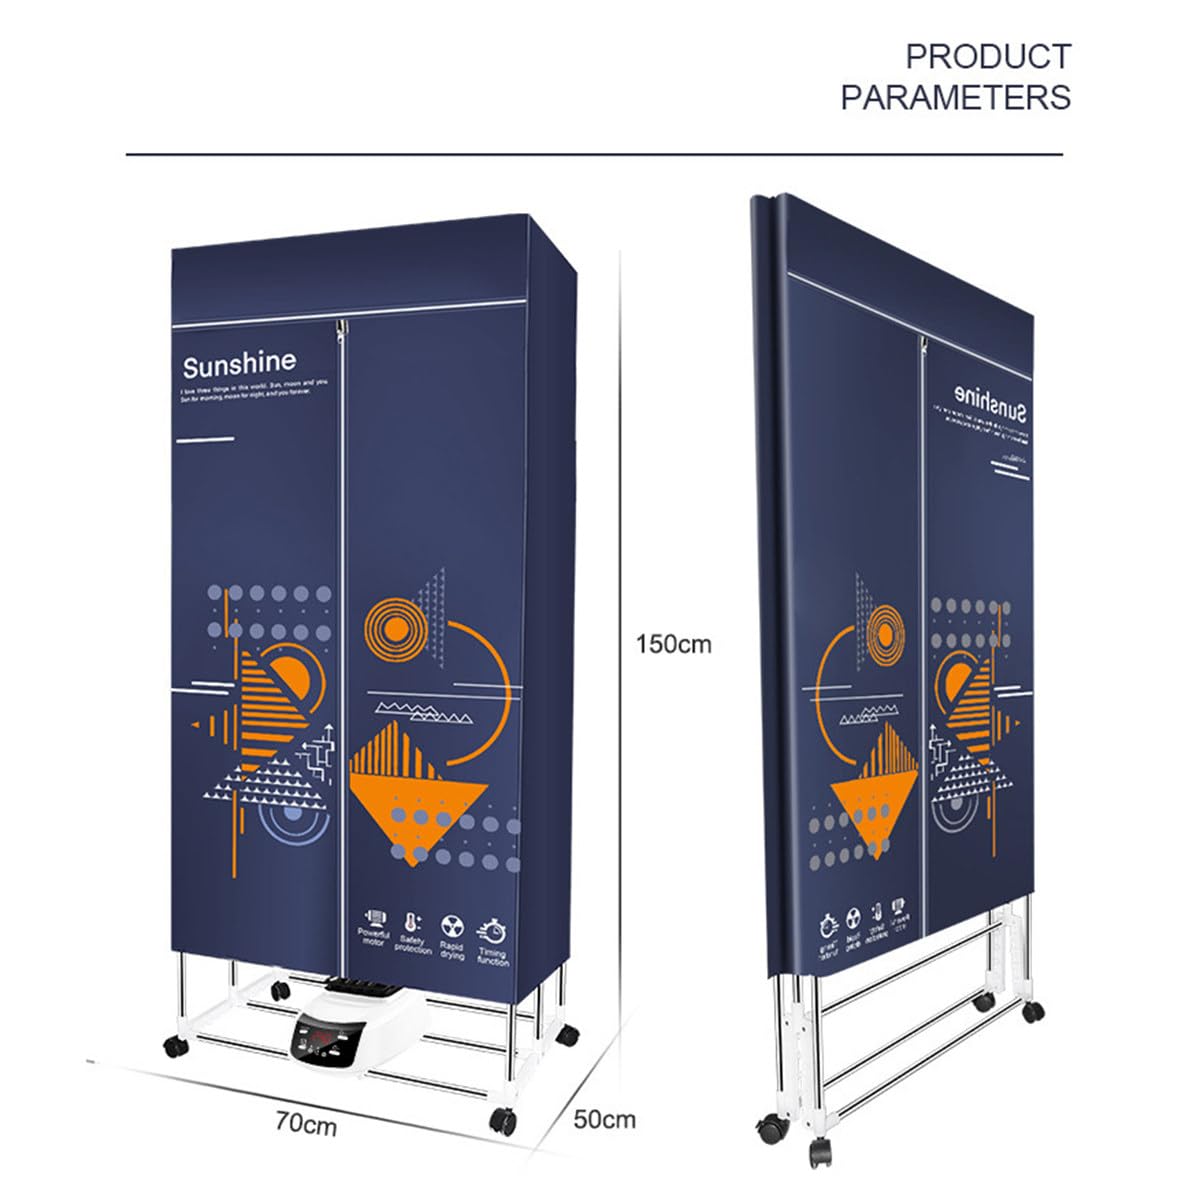 PRODUCT
PARAMETERS
Sunshine
I love three things in this world. Sun, moon and you
Sun for morning, moon for night, and you forever.
150cm
Powerful
motor
Safety
protection
Rapid
drying
Timing
function
70cm
50cm
Sunshine